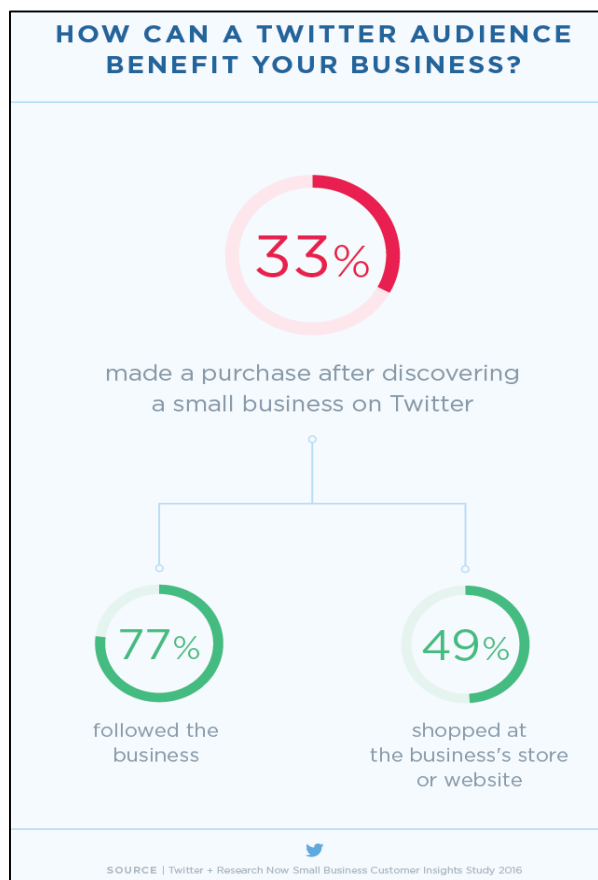 HOW CAN A TWITTER AUDIENCE
BENEFIT YOUR BUSINESS?
33%
made a purchase after discovering
a small business on Twitter
77%
followed the
business
49%
shopped at
the business's store
or website
SOURCE | Twitter + Research Now Small Business Customer Insights Study 2016